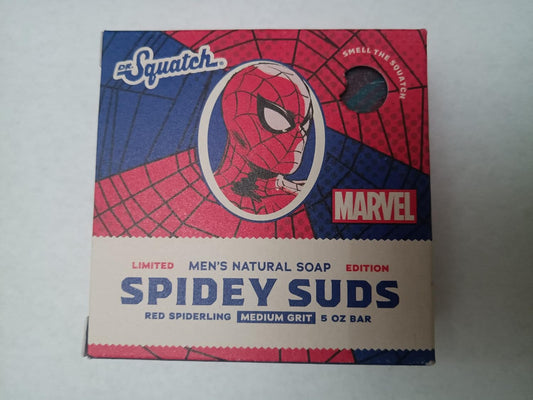 DR. Squatch®
SMELL THE SQUATCH
MARVEL
LIMITED MEN'S NATURAL SOAP EDITION
SPIDEY SUDS
RED SPIDERLING MEDIUM GRIT 5 OZ BAR